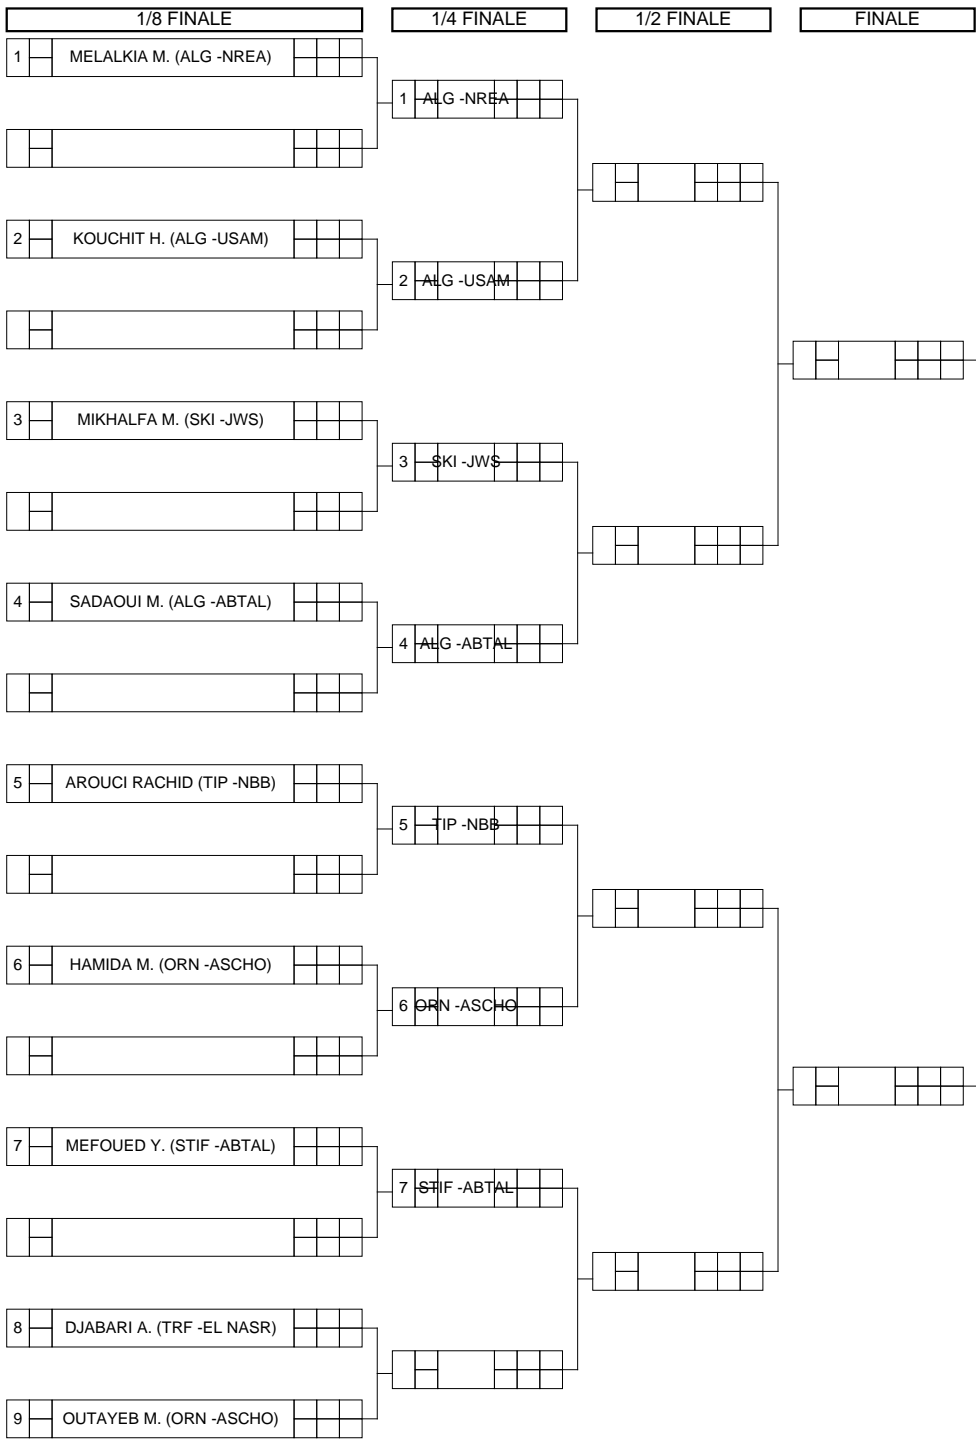 1/8 FINALE 1/4 FINALE 1/2 FINALE FINALE
1 MELALKIA M. (ALG -NREA)
1 ALG -NREA
2 KOUCHIT H. (ALG -USAM)
2 ALG -USAM
3 MIKHALFA M. (SKI -JWS)
3 SKI -JWS
4 SADAOUI M. (ALG -ABTAL)
4 ALG -ABTAL
5 AROUCI RACHID (TIP -NBB)
5 TIP -NBB
6 HAMIDA M. (ORN -ASCHO)
6 ORN -ASCHO
7 MEFOUED Y. (STIF -ABTAL)
7 STIF -ABTAL
8 DJABARI A. (TRF -EL NASR)
9 OUTAYEB M. (ORN -ASCHO)